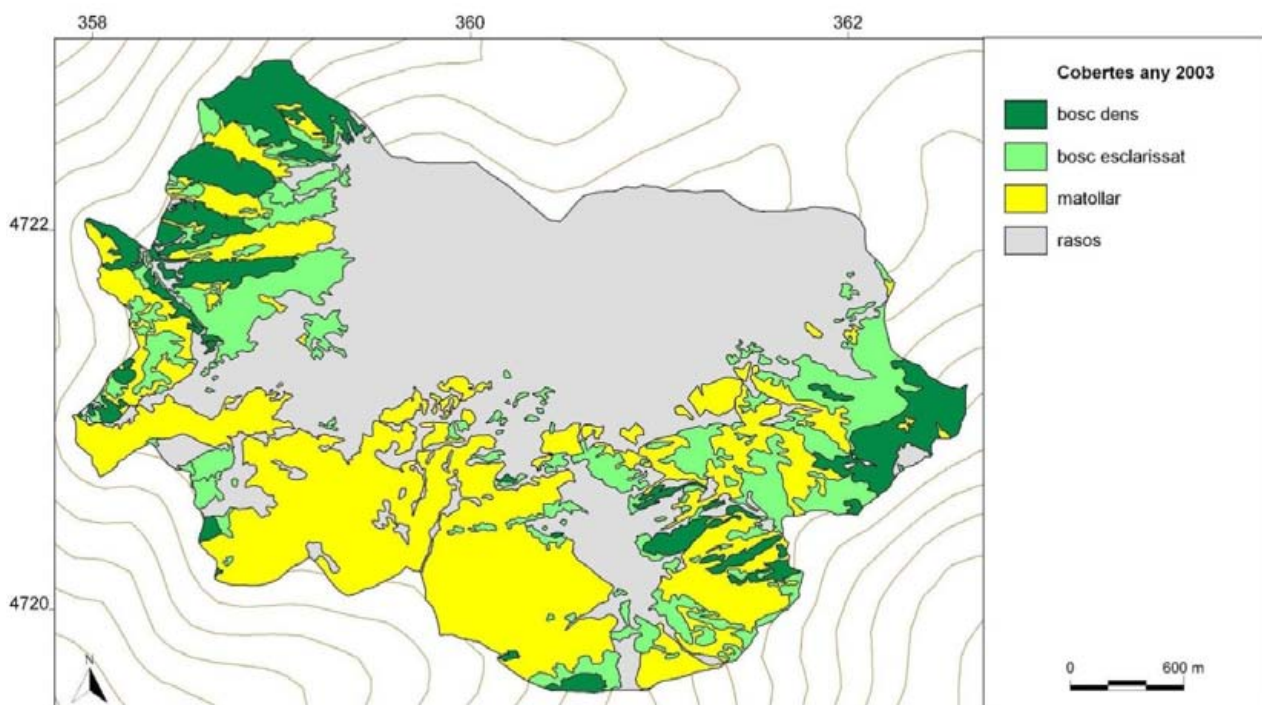 358 360 362
4722
4720
Cobertes any 2003
bosc dens
bosc esclarissat
matollar
rasos
N
0 600 m